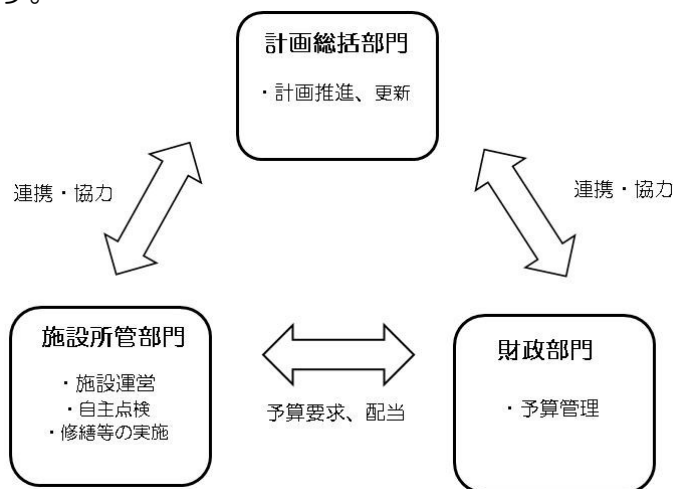 す。
計画総括部門
・計画推進、更新
連携・協力
連携・協力
施設所管部門
・施設運営
・自主点検
・修繕等の実施
予算要求、配当
財政部門
・予算管理